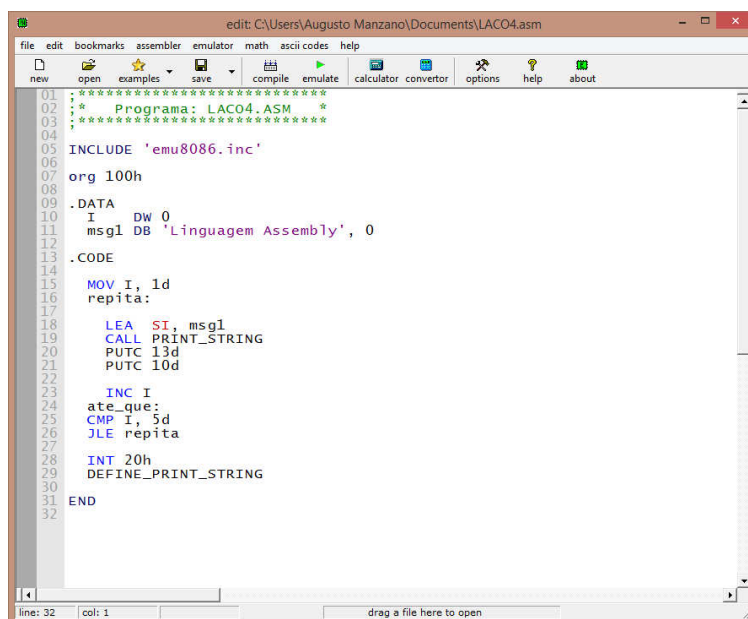 edit: C:\Users\Augusto Manzano\Documents\LACO4.asm
file edit bookmarks assembler emulator math ascii codes help
new open examples save compile emulate calculator convertor options help about
01 ;***************************
02 ;*   Programa: LACO4.ASM   *
03 ;***************************
04
05 INCLUDE 'emu8086.inc'
06
07 org 100h
08
09 .DATA
10   I    DW 0
11   msg1 DB 'Linguagem Assembly', 0
12
13 .CODE
14
15   MOV I, 1d
16   repita:
17
18     LEA  SI, msg1
19     CALL PRINT_STRING
20     PUTC 13d
21     PUTC 10d
22
23     INC I
24   ate_que:
25   CMP I, 5d
26   JLE repita
27
28   INT 20h
29   DEFINE_PRINT_STRING
30
31 END
32
line: 32 col: 1 drag a file here to open